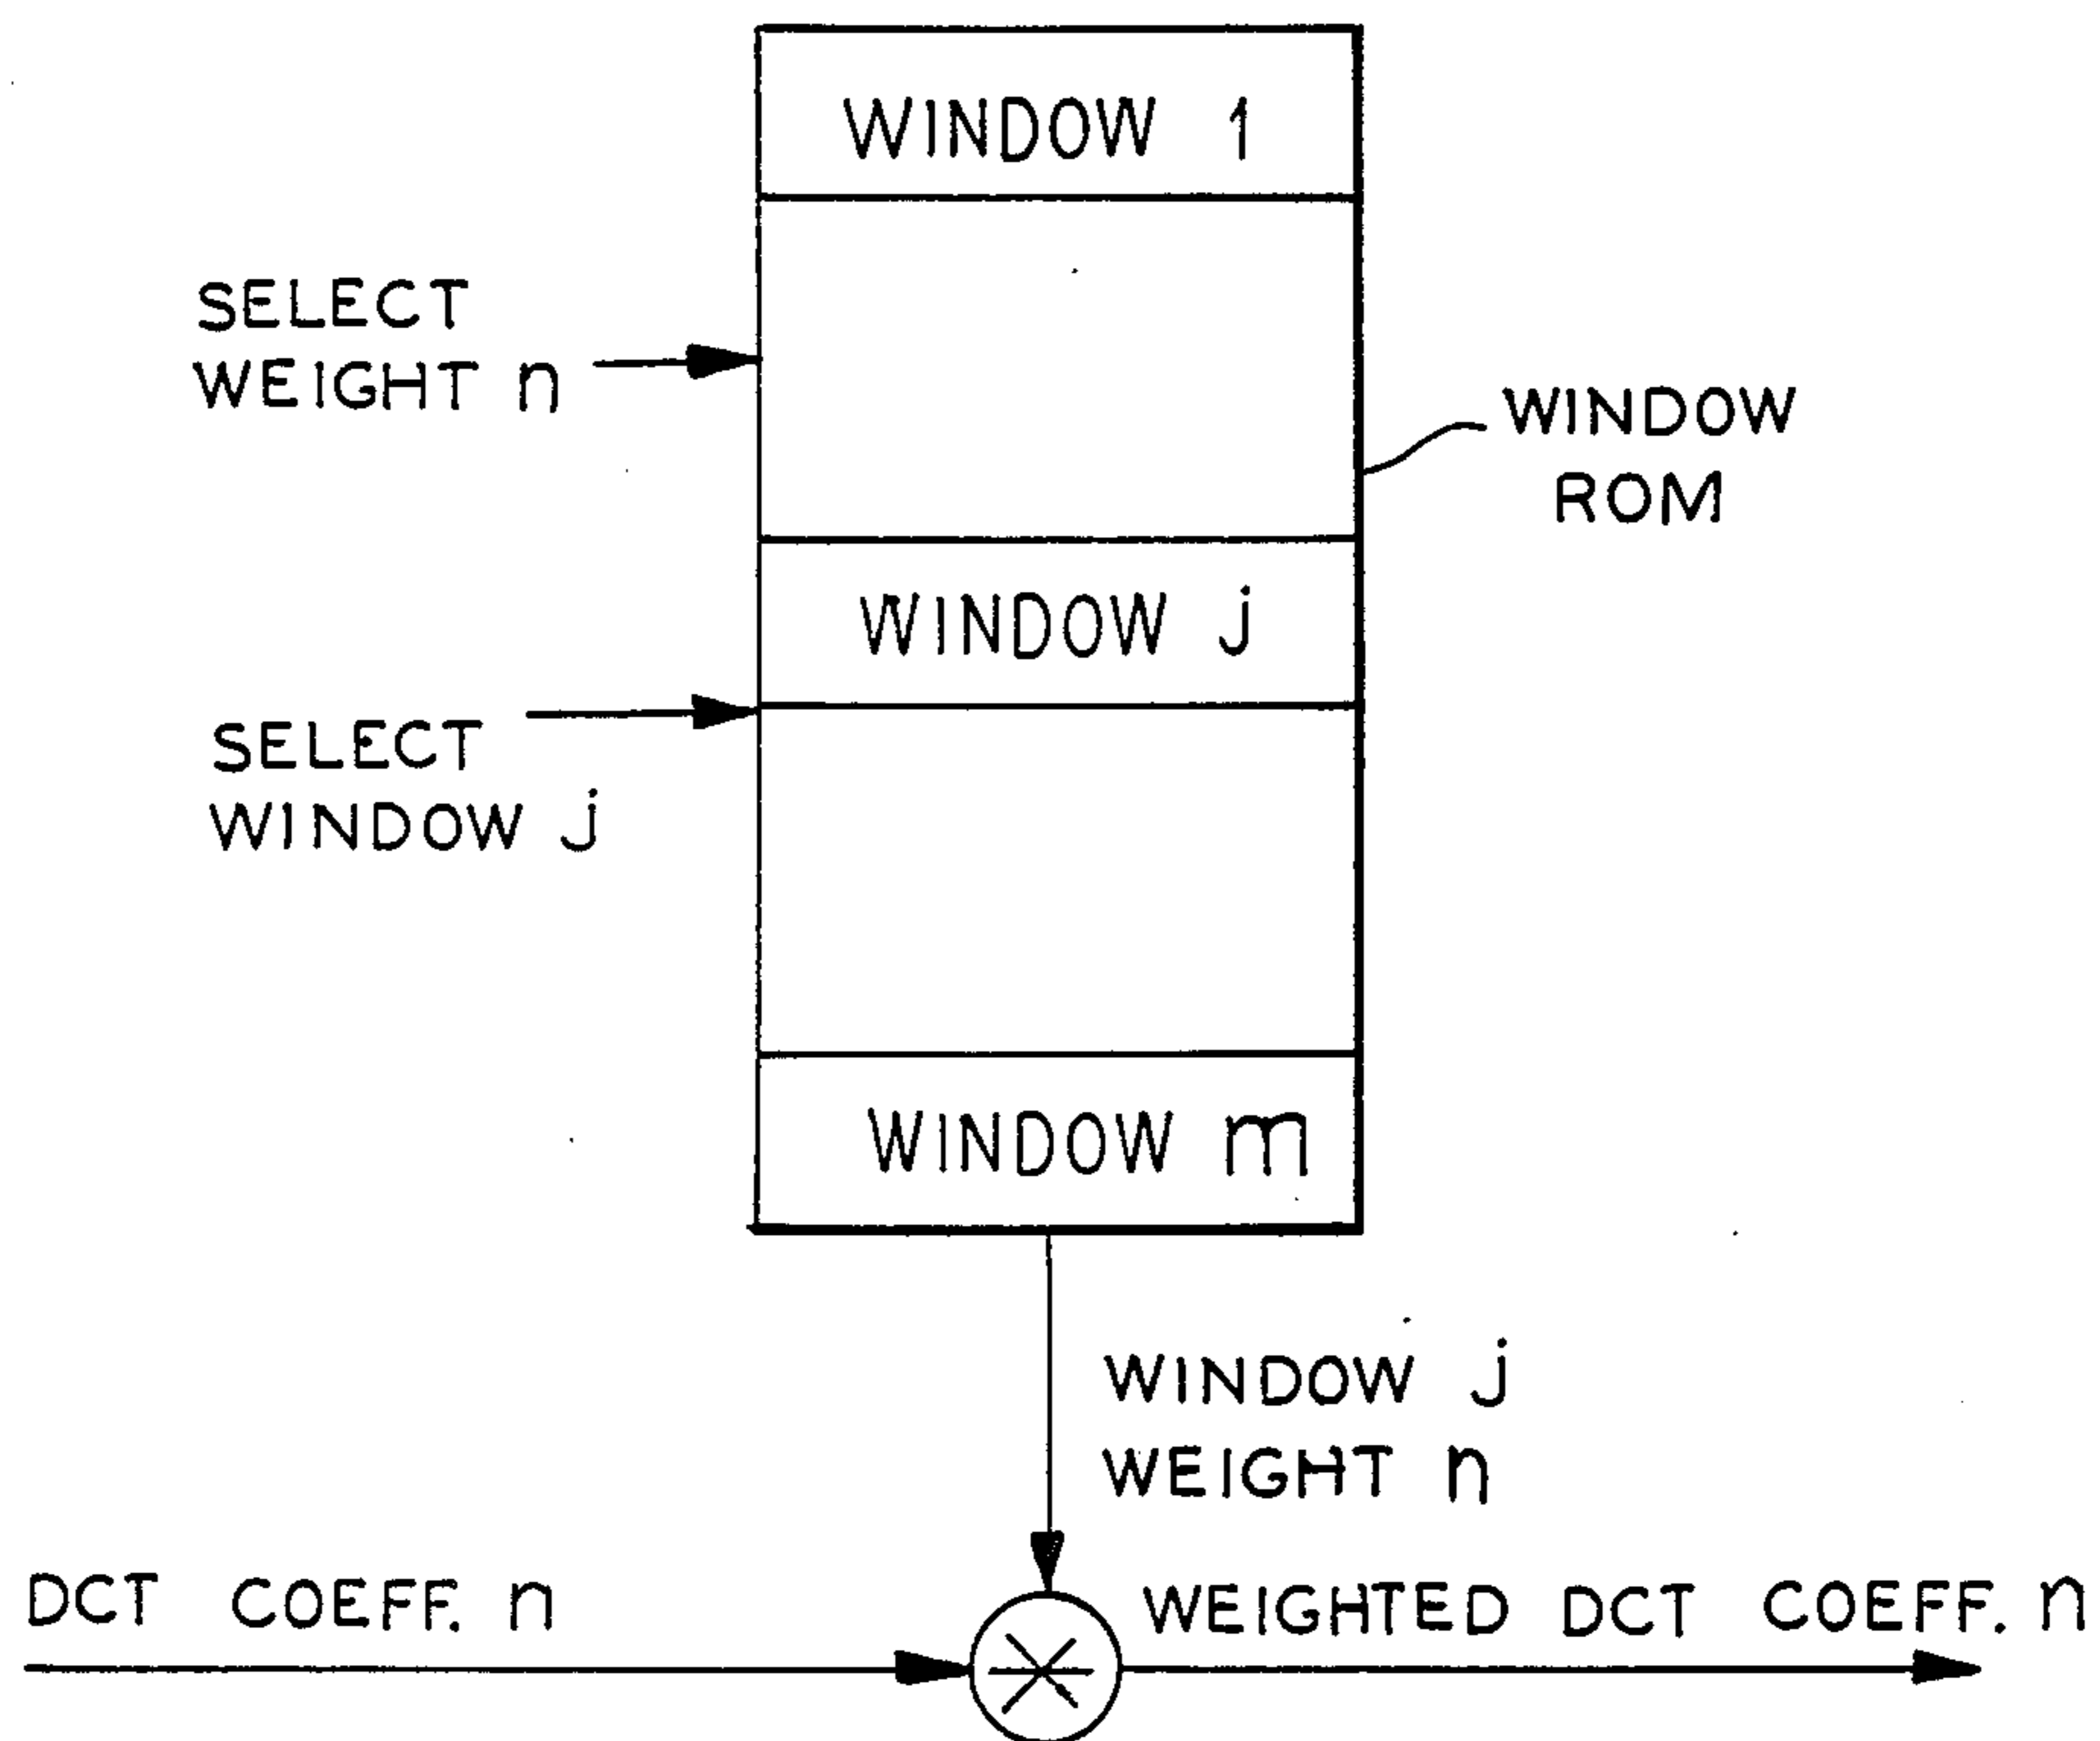 WINDOW 1
SELECT
WEIGHT n
WINDOW
ROM
WINDOW j
SELECT
WINDOW j
WINDOW m
WINDOW j
WEIGHT n
DCT COEFF. n
WEIGHTED DCT COEFF. n